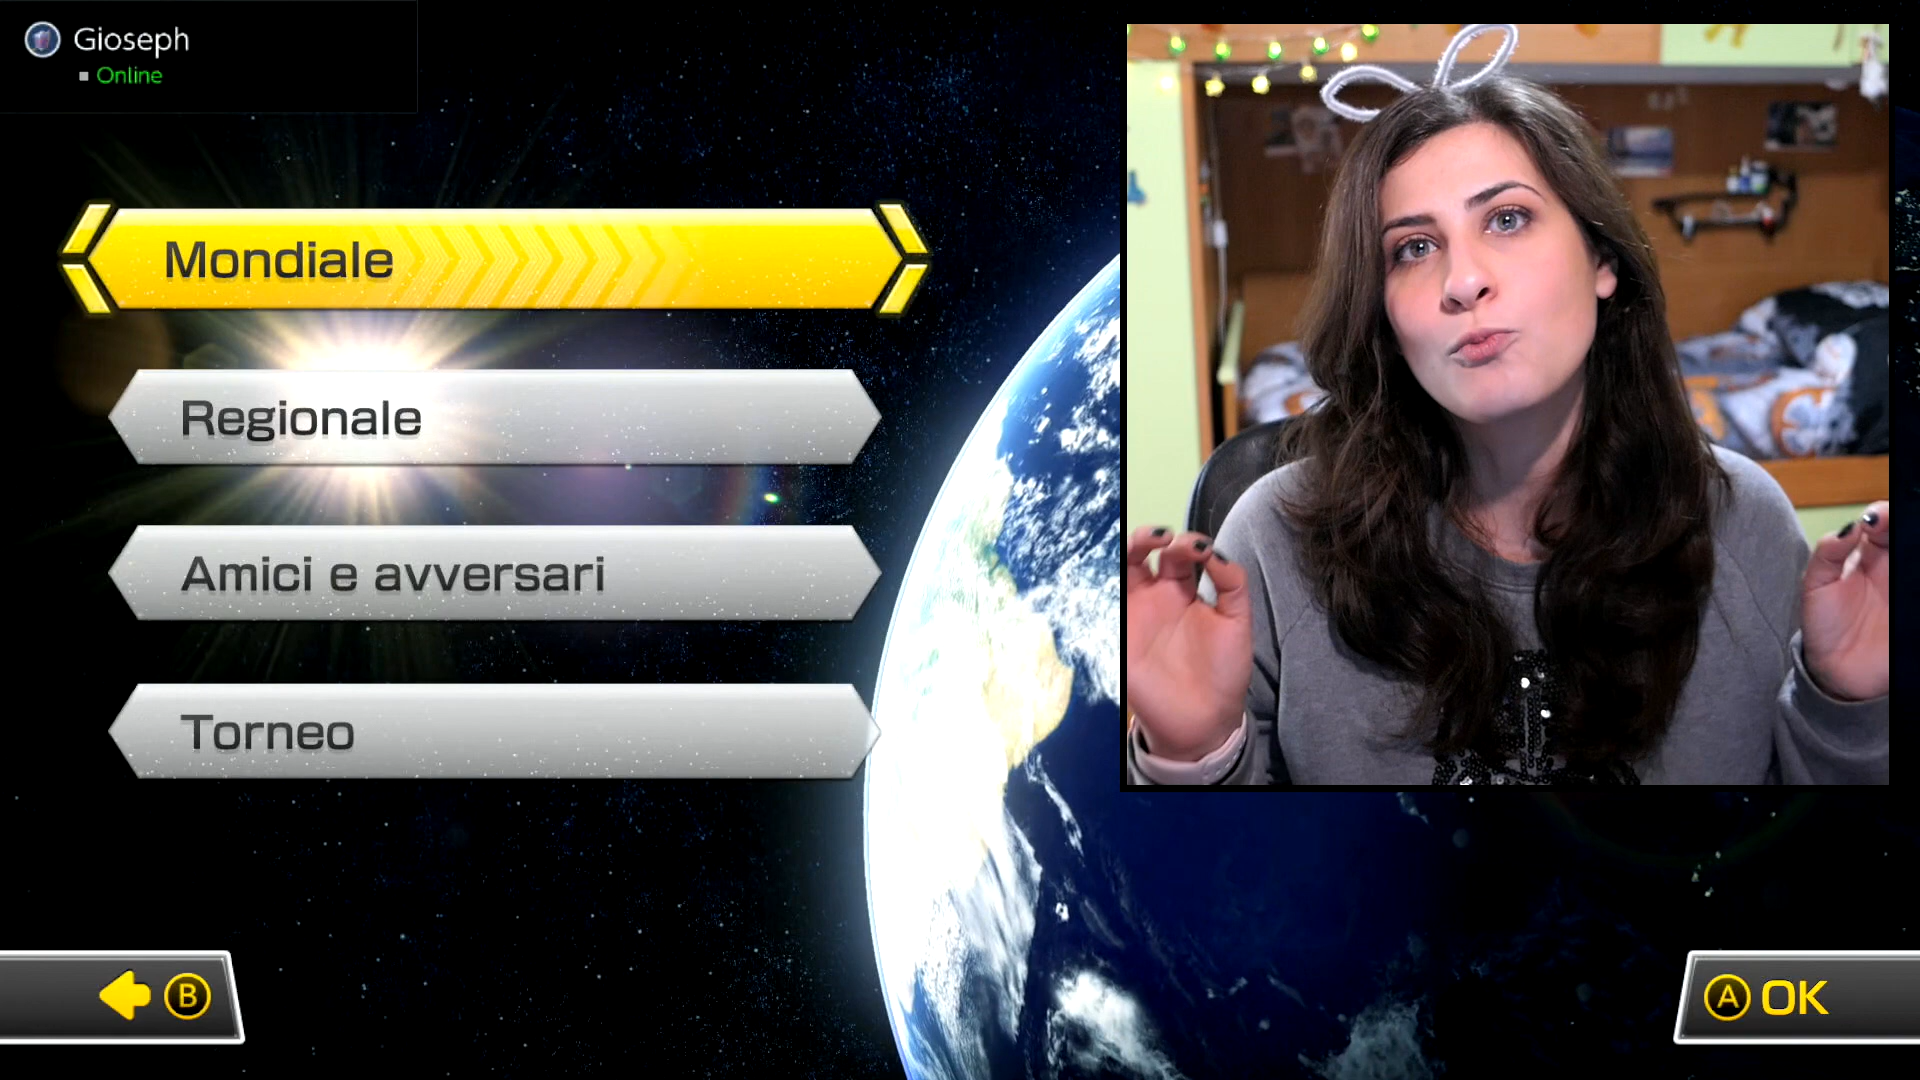 Gioseph
Online
Mondiale
Regionale
Amici e avversari
Torneo
B
A OK